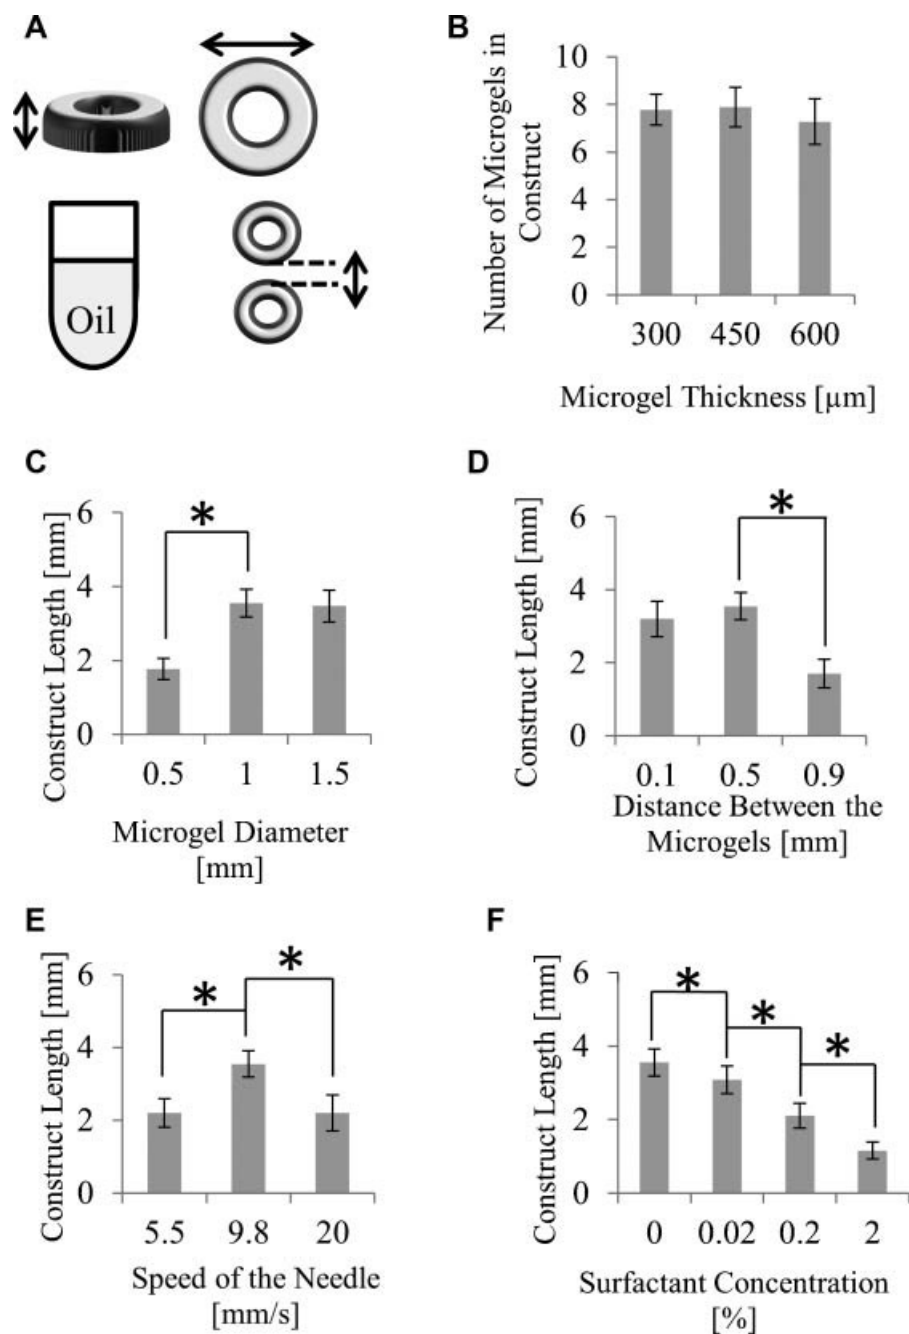 A
Oil
B
Number of Microgels in
Construct
10
8
6
4
2
0
300 450 600
Microgel Thickness [µm]
C
Construct Length [mm]
6
4
2
0
*
0.5 1 1.5
Microgel Diameter
[mm]
D
Construct Length [mm]
6
4
2
0
*
0.1 0.5 0.9
Distance Between the
Microgels [mm]
E
Construct Length [mm]
6
4
2
0
* *
5.5 9.8 20
Speed of the Needle
[mm/s]
F
Construct Length [mm]
6
4
2
0
* * *
0 0.02 0.2 2
Surfactant Concentration
[%]